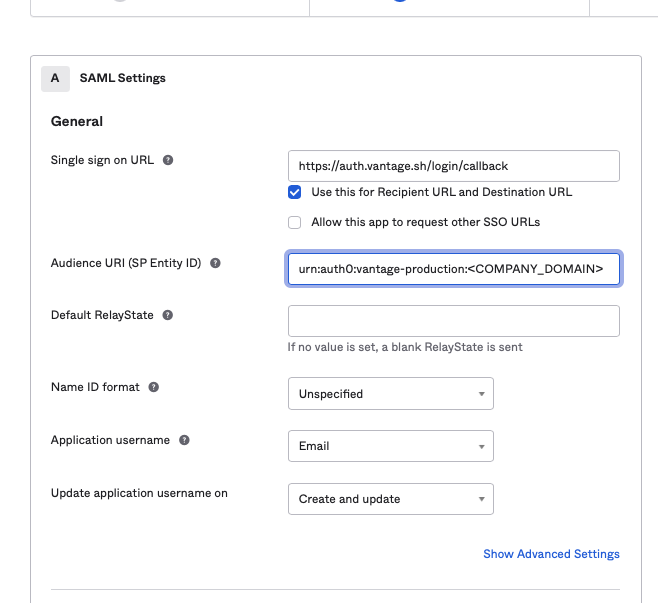 A SAML Settings
General
Single sign on URL ?
https://auth.vantage.sh/login/callback
Use this for Recipient URL and Destination URL
Allow this app to request other SSO URLs
Audience URI (SP Entity ID) ?
urn:auth0:vantage-production:<COMPANY_DOMAIN>
Default RelayState ?
If no value is set, a blank RelayState is sent
Name ID format ?
Unspecified
Application username ?
Email
Update application username on
Create and update
Show Advanced Settings